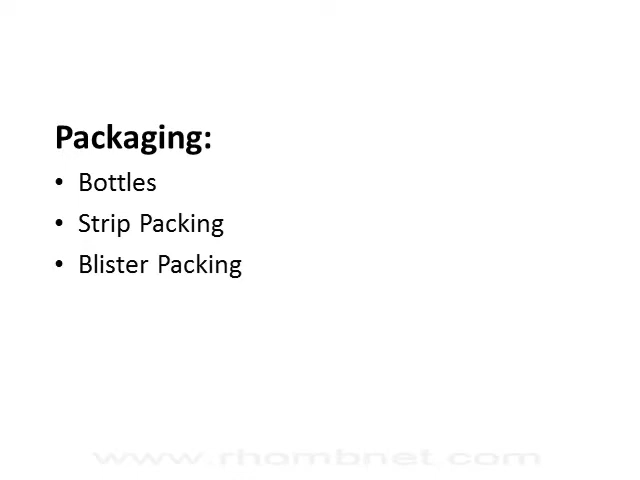 Packaging:
• Bottles
• Strip Packing
• Blister Packing
www.rhombnet.com